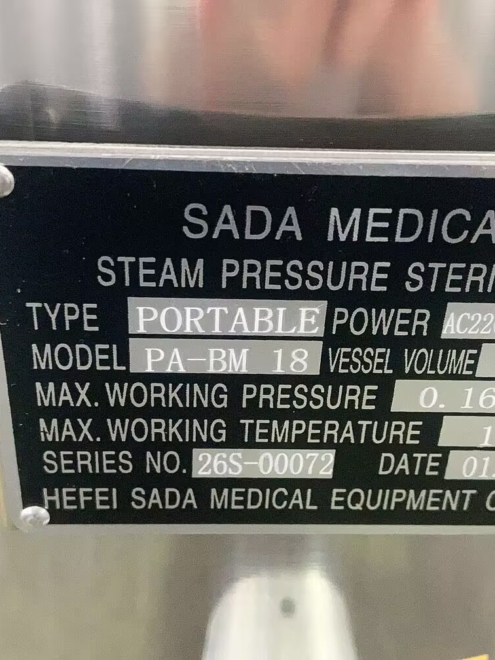 SADA MEDICA
STEAM PRESSURE STERI
TYPE PORTABLE POWER AC22
MODEL PA-BM 18 VESSEL VOLUME
MAX. WORKING PRESSURE 0.16
MAX. WORKING TEMPERATURE 1
SERIES NO. 26S-00072 DATE 01
HEFEI SADA MEDICAL EQUIPMENT C